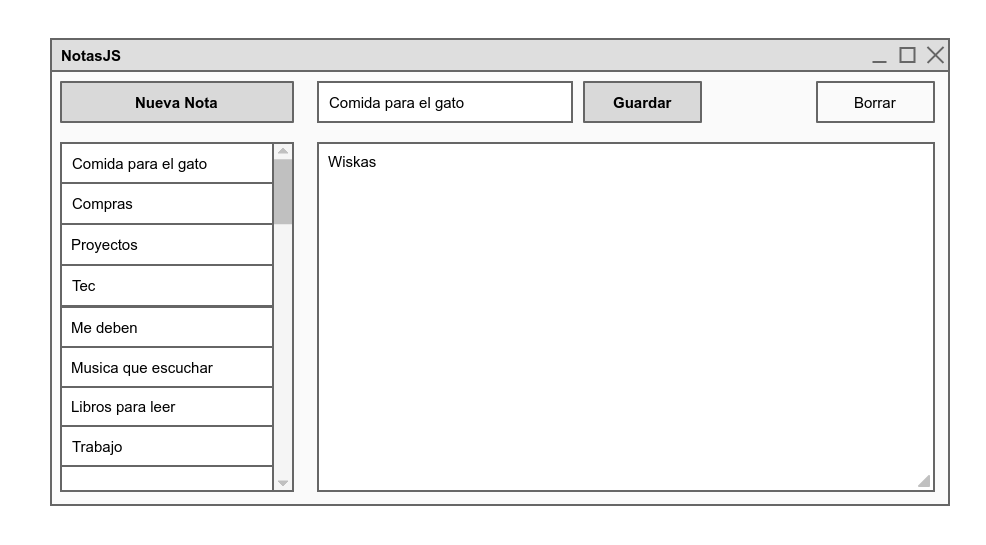 NotasJS
Nueva Nota
Comida para el gato
Guardar
Borrar
Comida para el gato
Compras
Proyectos
Tec
Me deben
Musica que escuchar
Libros para leer
Trabajo
Wiskas